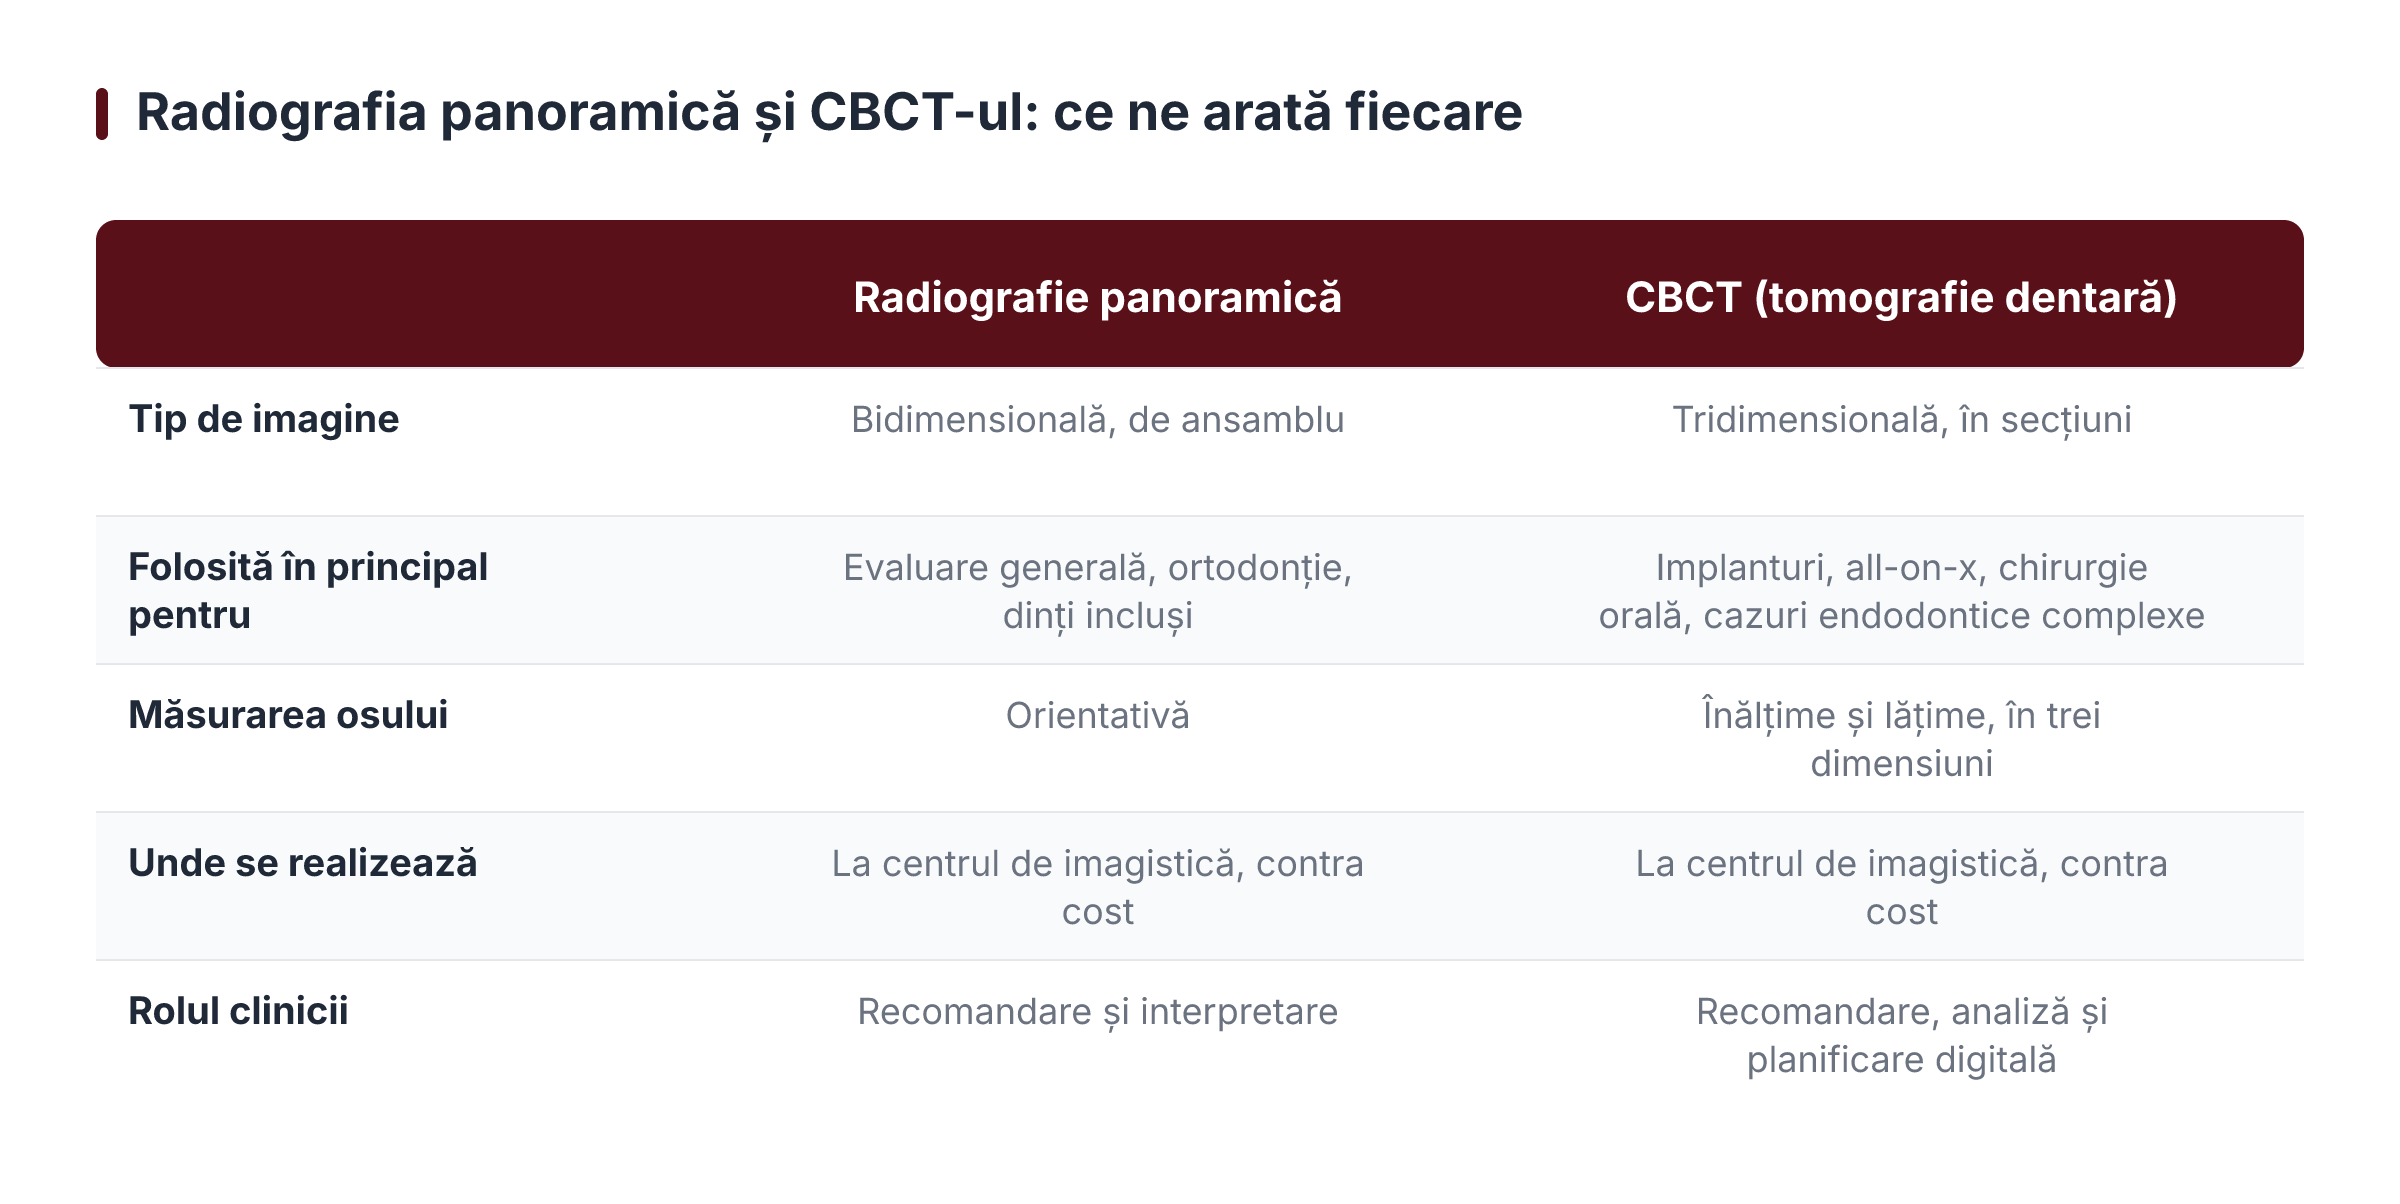 Radiografia panoramică și CBCT-ul: ce ne arată fiecare
Radiografie panoramică
CBCT (tomografie dentară)
Tip de imagine
Bidimensională, de ansamblu
Tridimensională, în secțiuni
Folosită în principal
pentru
Evaluare generală, ortodonție,
dinți incluși
Implanturi, all-on-x, chirurgie
orală, cazuri endodontice complexe
Măsurarea osului
Orientativă
Înălțime și lățime, în trei
dimensiuni
Unde se realizează
La centrul de imagistică, contra
cost
La centrul de imagistică, contra
cost
Rolul clinicii
Recomandare și interpretare
Recomandare, analiză și
planificare digitală